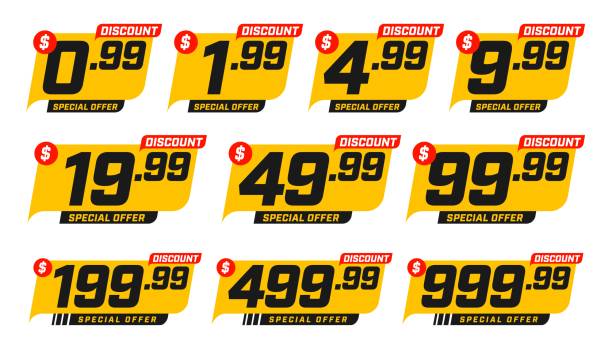 DISCOUNT
$ 0.99
SPECIAL OFFER
DISCOUNT
$ 1.99
SPECIAL OFFER
DISCOUNT
$ 4.99
SPECIAL OFFER
DISCOUNT
$ 9.99
SPECIAL OFFER
DISCOUNT
$ 19.99
SPECIAL OFFER
DISCOUNT
$ 49.99
SPECIAL OFFER
DISCOUNT
$ 99.99
SPECIAL OFFER
DISCOUNT
$ 199.99
SPECIAL OFFER
DISCOUNT
$ 499.99
SPECIAL OFFER
DISCOUNT
$ 999.99
SPECIAL OFFER